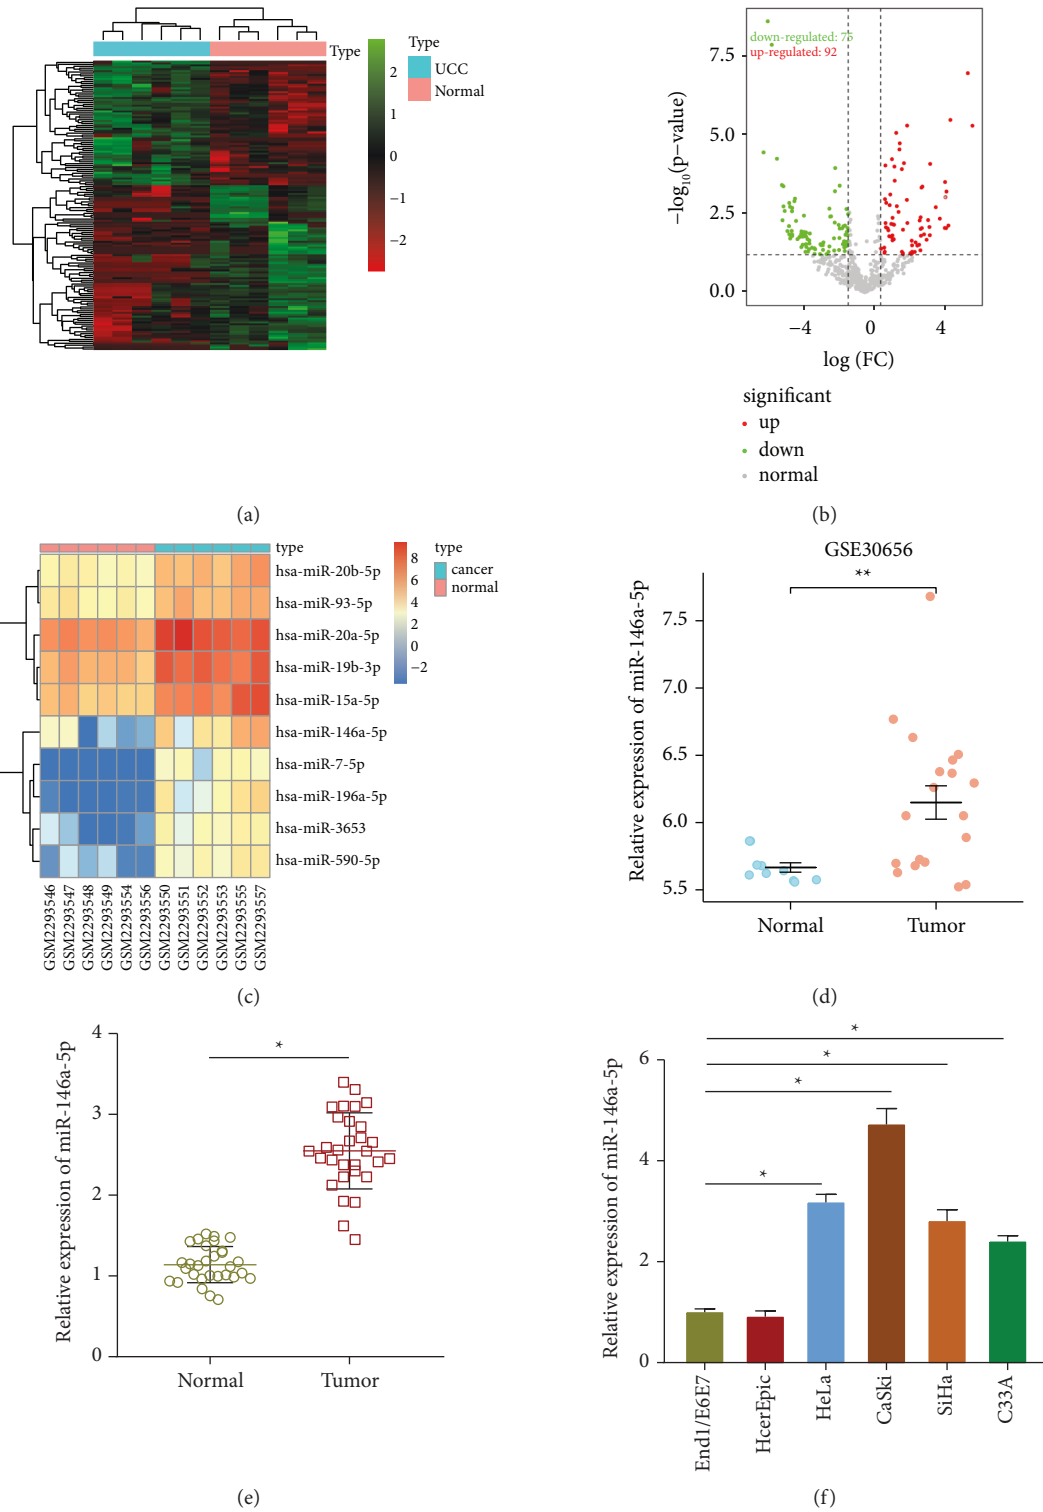 Type
2
1
0
−1
−2
Type
UCC
Normal
(a)
down-regulated: 75
up-regulated: 92
7.5
5.0
2.5
0.0
−log10(p−value)
−4
0
4
log (FC)
significant
up
down
normal
(b)
type
hsa-miR-20b-5p
hsa-miR-93-5p
hsa-miR-20a-5p
hsa-miR-19b-3p
hsa-miR-15a-5p
hsa-miR-146a-5p
hsa-miR-7-5p
hsa-miR-196a-5p
hsa-miR-3653
hsa-miR-590-5p
8
6
4
2
0
−2
type
cancer
normal
GSM2293546
GSM2293547
GSM2293548
GSM2293549
GSM2293554
GSM2293556
GSM2293550
GSM2293551
GSM2293552
GSM2293553
GSM2293555
GSM2293557
(c)
GSE30656
**
Relative expression of miR-146a-5p
7.5
7.0
6.5
6.0
5.5
Normal
Tumor
(d)
Relative expression of miR-146a-5p
4
3
2
1
0
*
Normal
Tumor
(e)
Relative expression of miR-146a-5p
6
4
2
0
*
*
*
*
End1/E6E7
HcerEpic
HeLa
CaSki
SiHa
C33A
(f)